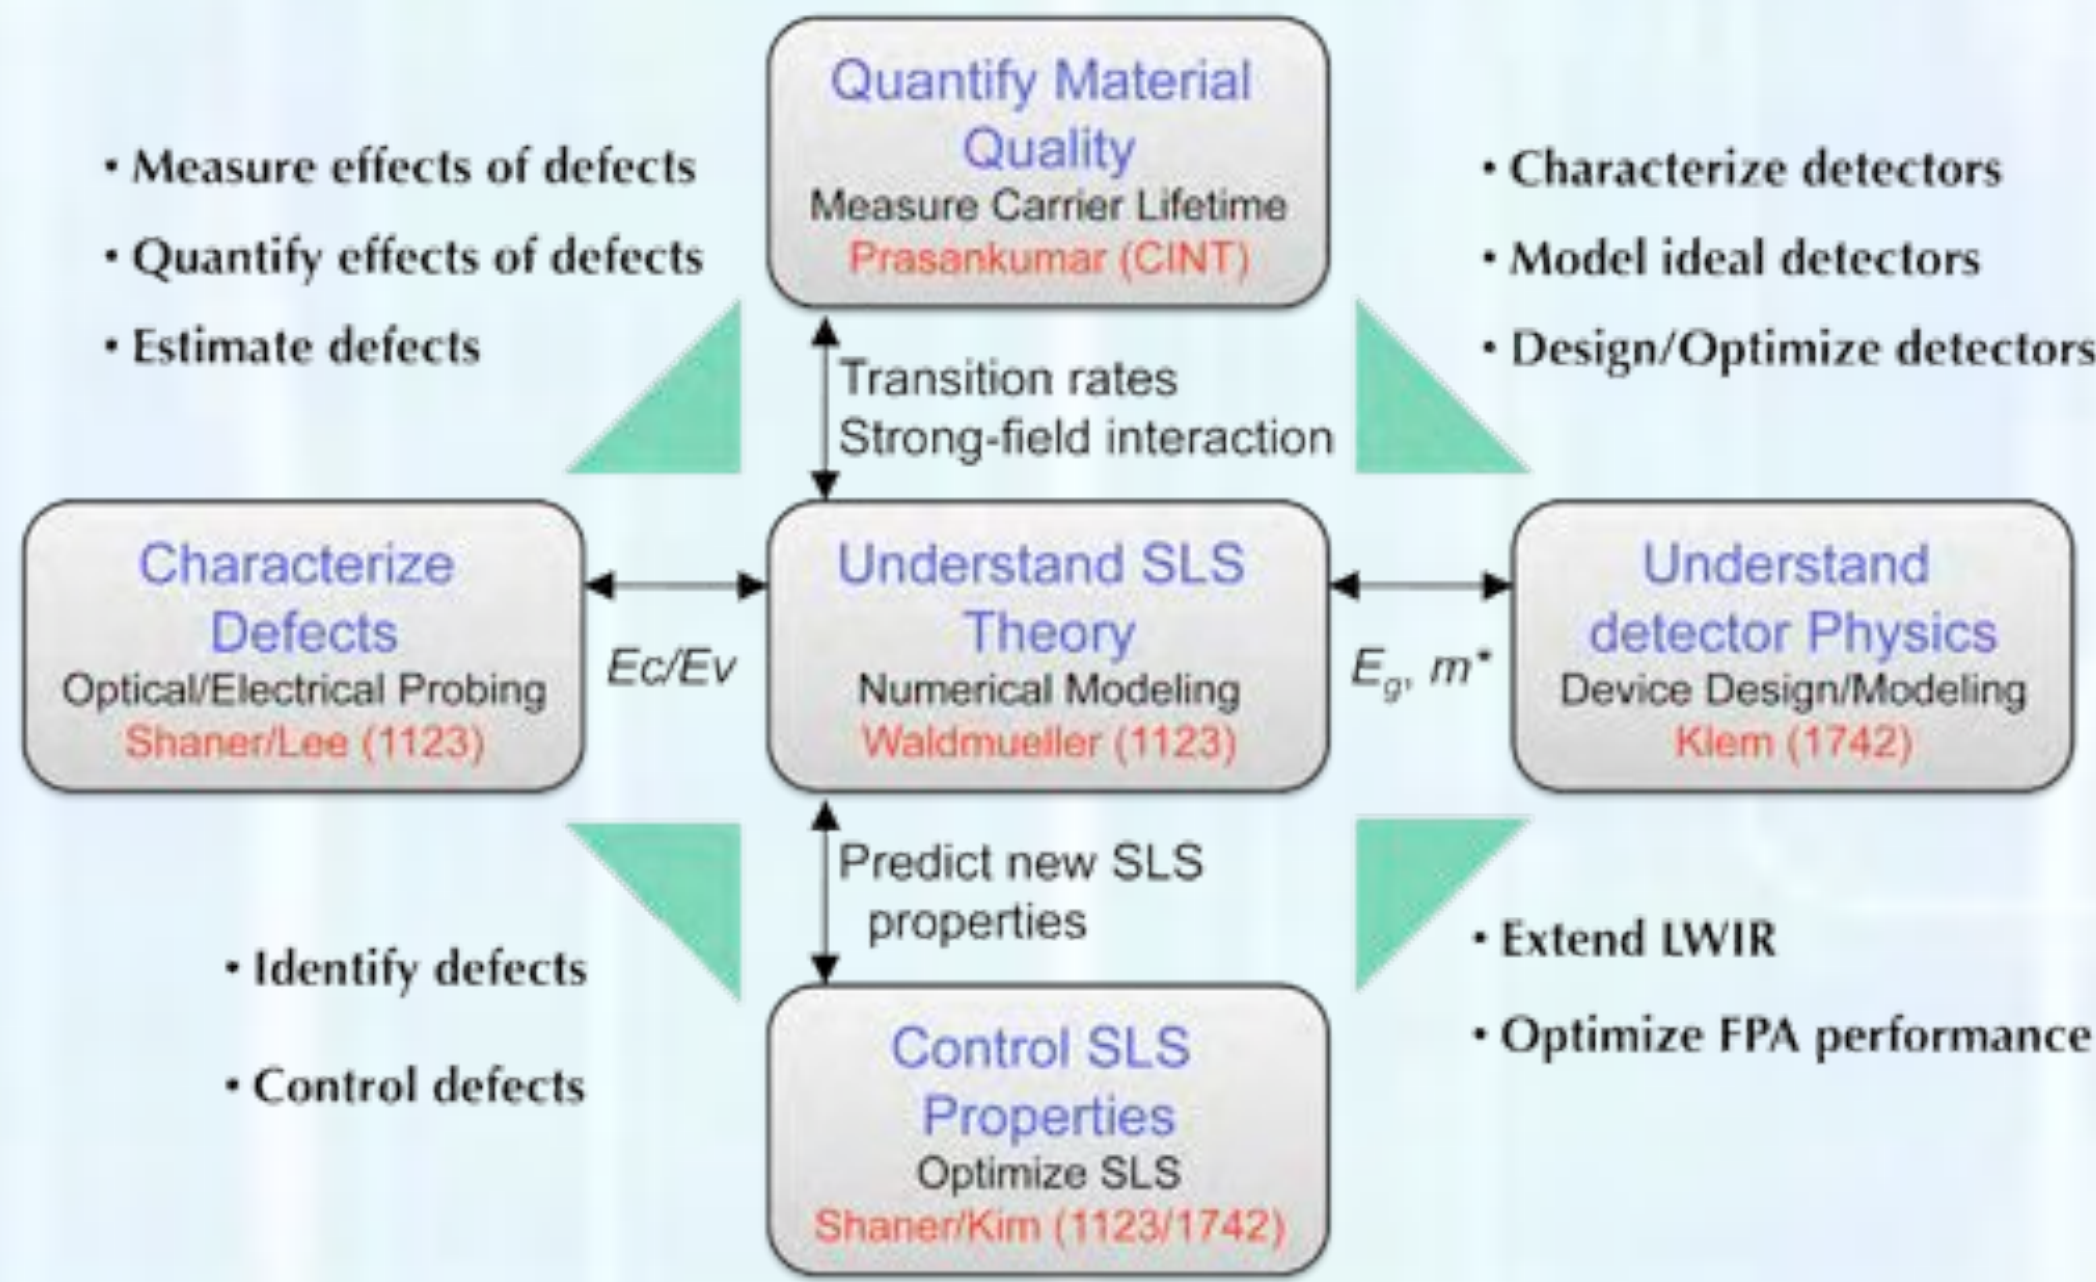 Quantify Material
Quality
Measure Carrier Lifetime
Prasankumar (CINT)
• Measure effects of defects
• Quantify effects of defects
• Estimate defects
• Characterize detectors
• Model ideal detectors
• Design/Optimize detectors
Transition rates
Strong-field interaction
Characterize
Defects
Optical/Electrical Probing
Shaner/Lee (1123)
Ec/Ev
Understand SLS
Theory
Numerical Modeling
Waldmueller (1123)
Eg, m*
Understand
detector Physics
Device Design/Modeling
Klem (1742)
Predict new SLS
properties
• Identify defects
• Control defects
• Extend LWIR
• Optimize FPA performance
Control SLS
Properties
Optimize SLS
Shaner/Kim (1123/1742)